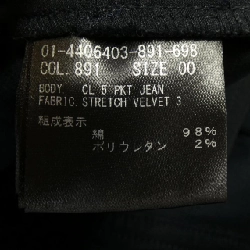 01-4406403-891-698
COL. 891 SIZE 00
BODY CL 5 PKT JEAN
FABRIC STRETCH VELVET 3
組成表示
綿 98%
ポリウレタン 2%